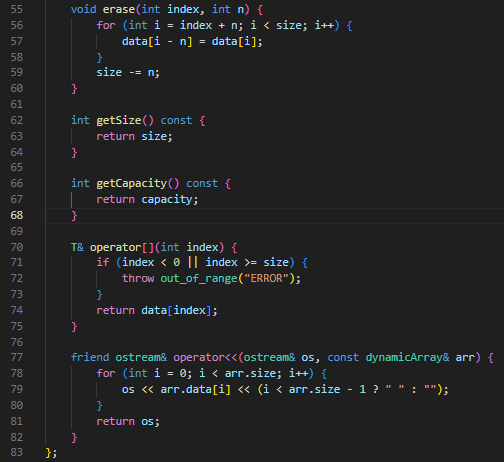 55 void erase(int index, int n) {
56 for (int i = index + n; i < size; i++) {
57 data[i - n] = data[i];
58 }
59 size -= n;
60 }
61
62 int getSize() const {
63 return size;
64 }
65
66 int getCapacity() const {
67 return capacity;
68 }
69
70 T& operator[](int index) {
71 if (index < 0 || index >= size) {
72 throw out_of_range("ERROR");
73 }
74 return data[index];
75 }
76
77 friend ostream& operator<<(ostream& os, const dynamicArray& arr) {
78 for (int i = 0; i < arr.size; i++) {
79 os << arr.data[i] << (i < arr.size - 1 ? " " : "");
80 }
81 return os;
82 }
83 };